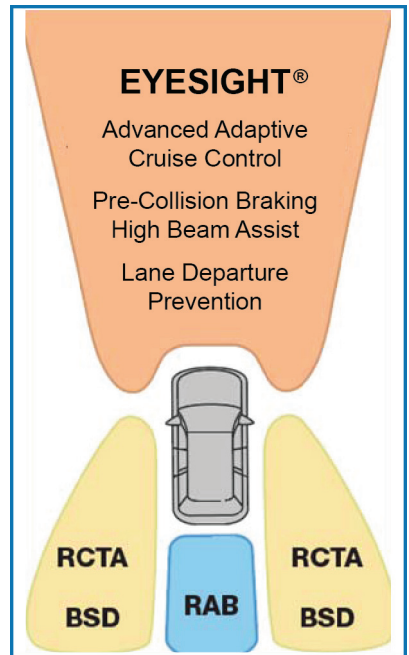 EYESIGHT®
Advanced Adaptive
Cruise Control
Pre-Collision Braking
High Beam Assist
Lane Departure
Prevention
RCTA
BSD
RAB
RCTA
BSD